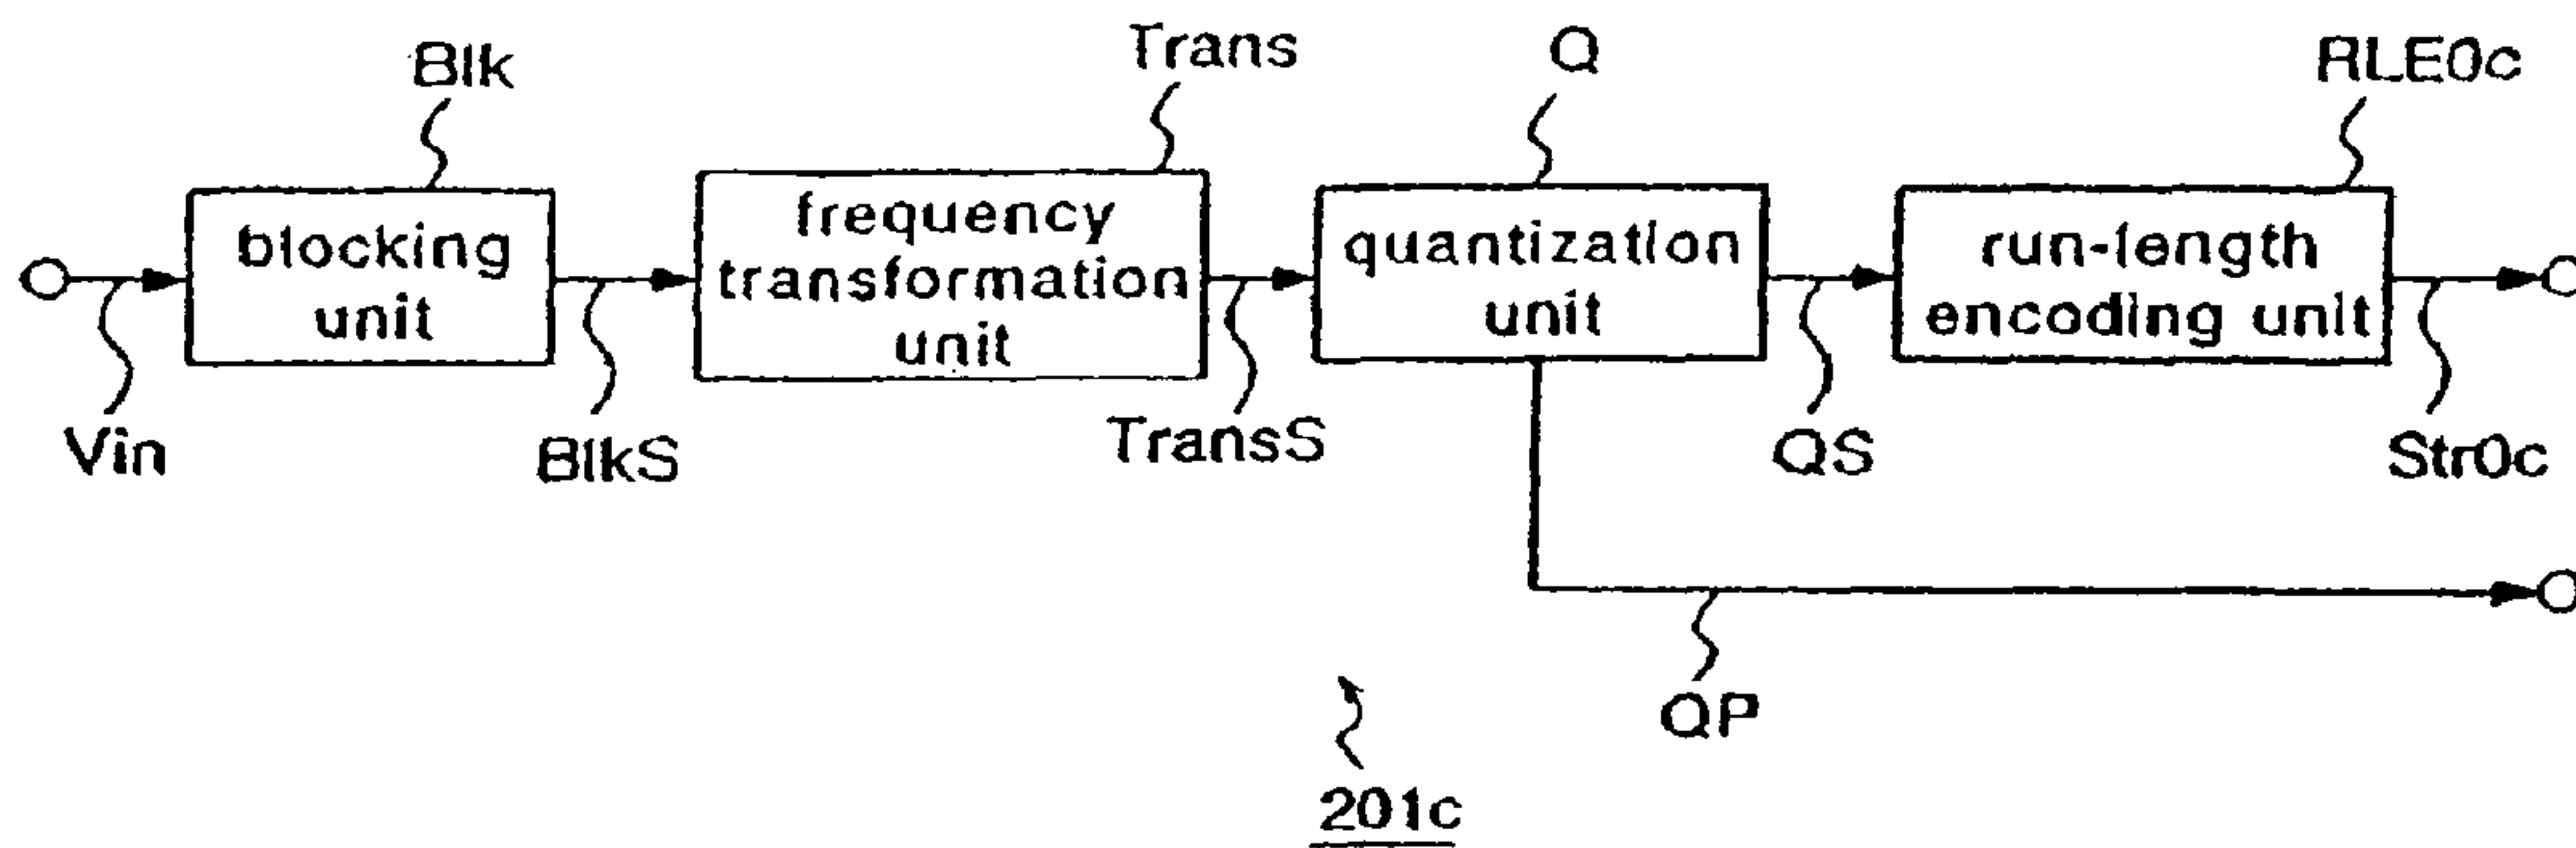 Blk
Trans
Q
RLE0c
blocking
unit
frequency
transformation
unit
quantization
unit
run-length
encoding unit
Vin
BlkS
TransS
QS
Str0c
QP
201c